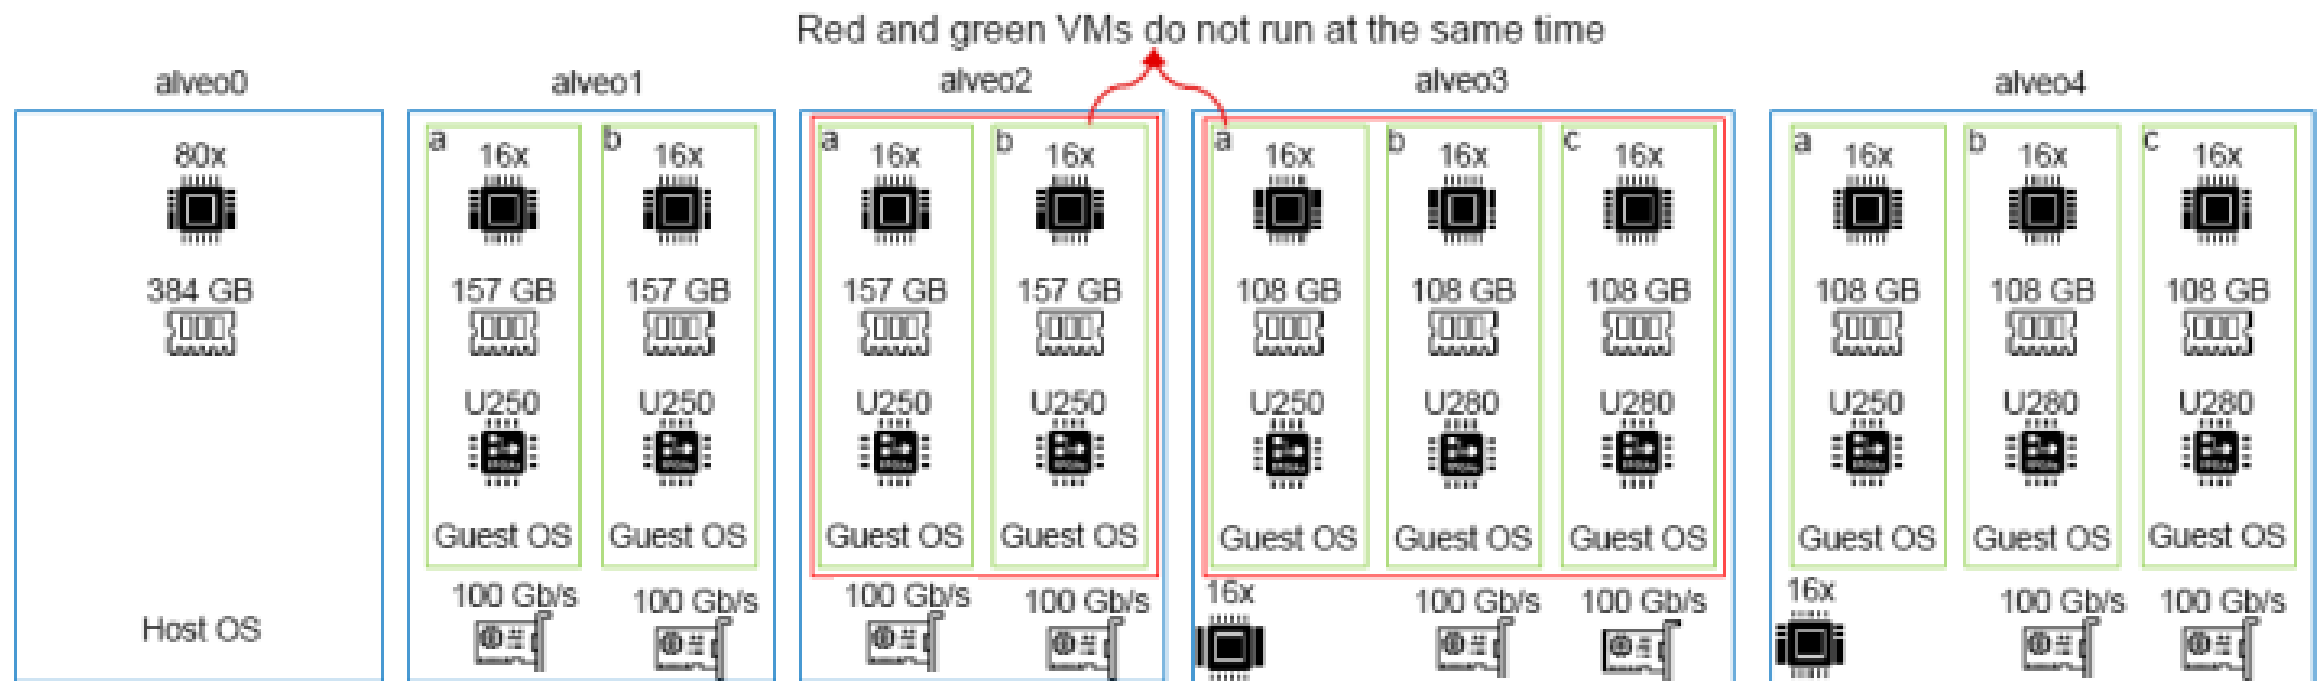 Red and green VMs do not run at the same time
alveo0 alveo1 alveo2 alveo3 alveo4
a b a b a b c a b c
80x 16x 16x 16x 16x 16x 16x 16x 16x 16x 16x
384 GB 157 GB 157 GB 157 GB 157 GB 108 GB 108 GB 108 GB 108 GB 108 GB 108 GB
U250 U250 U250 U250 U250 U280 U280 U250 U280 U280
Guest OS Guest OS Guest OS Guest OS Guest OS Guest OS Guest OS Guest OS Guest OS Guest OS
100 Gb/s 100 Gb/s 100 Gb/s 100 Gb/s 16x 100 Gb/s 100 Gb/s 16x 100 Gb/s 100 Gb/s
Host OS